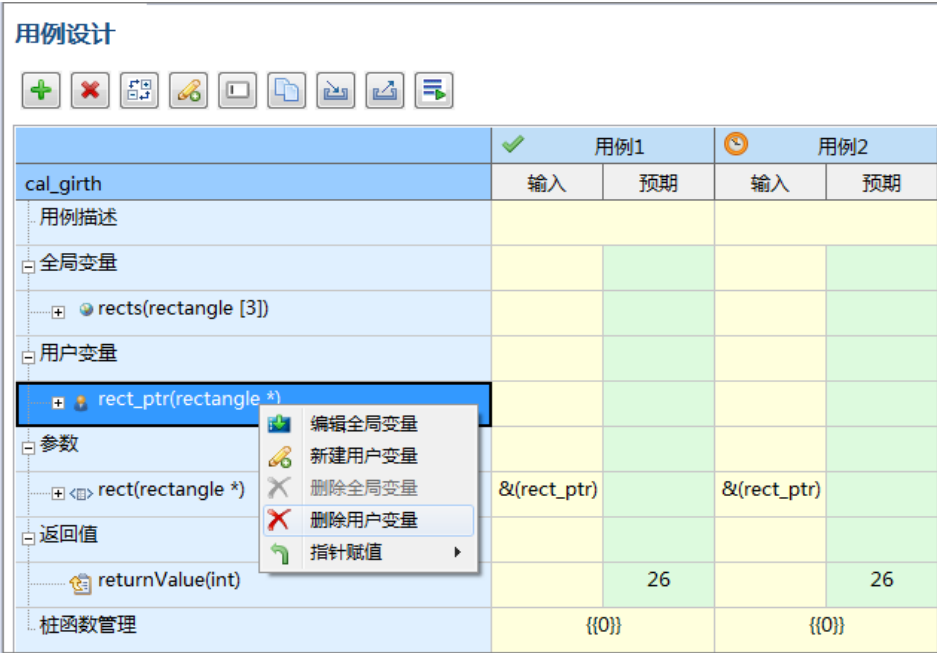 用例设计
用例1 用例2
cal_girth 输入 预期 输入 预期
用例描述
全局变量
rects(rectangle [3])
用户变量
rect_ptr(rectangle *)
编辑全局变量
参数
新建用户变量
rect(rectangle *) &(rect_ptr) &(rect_ptr)
删除全局变量
删除用户变量
返回值
指针赋值
returnValue(int) 26 26
桩函数管理 {{0}} {{0}}